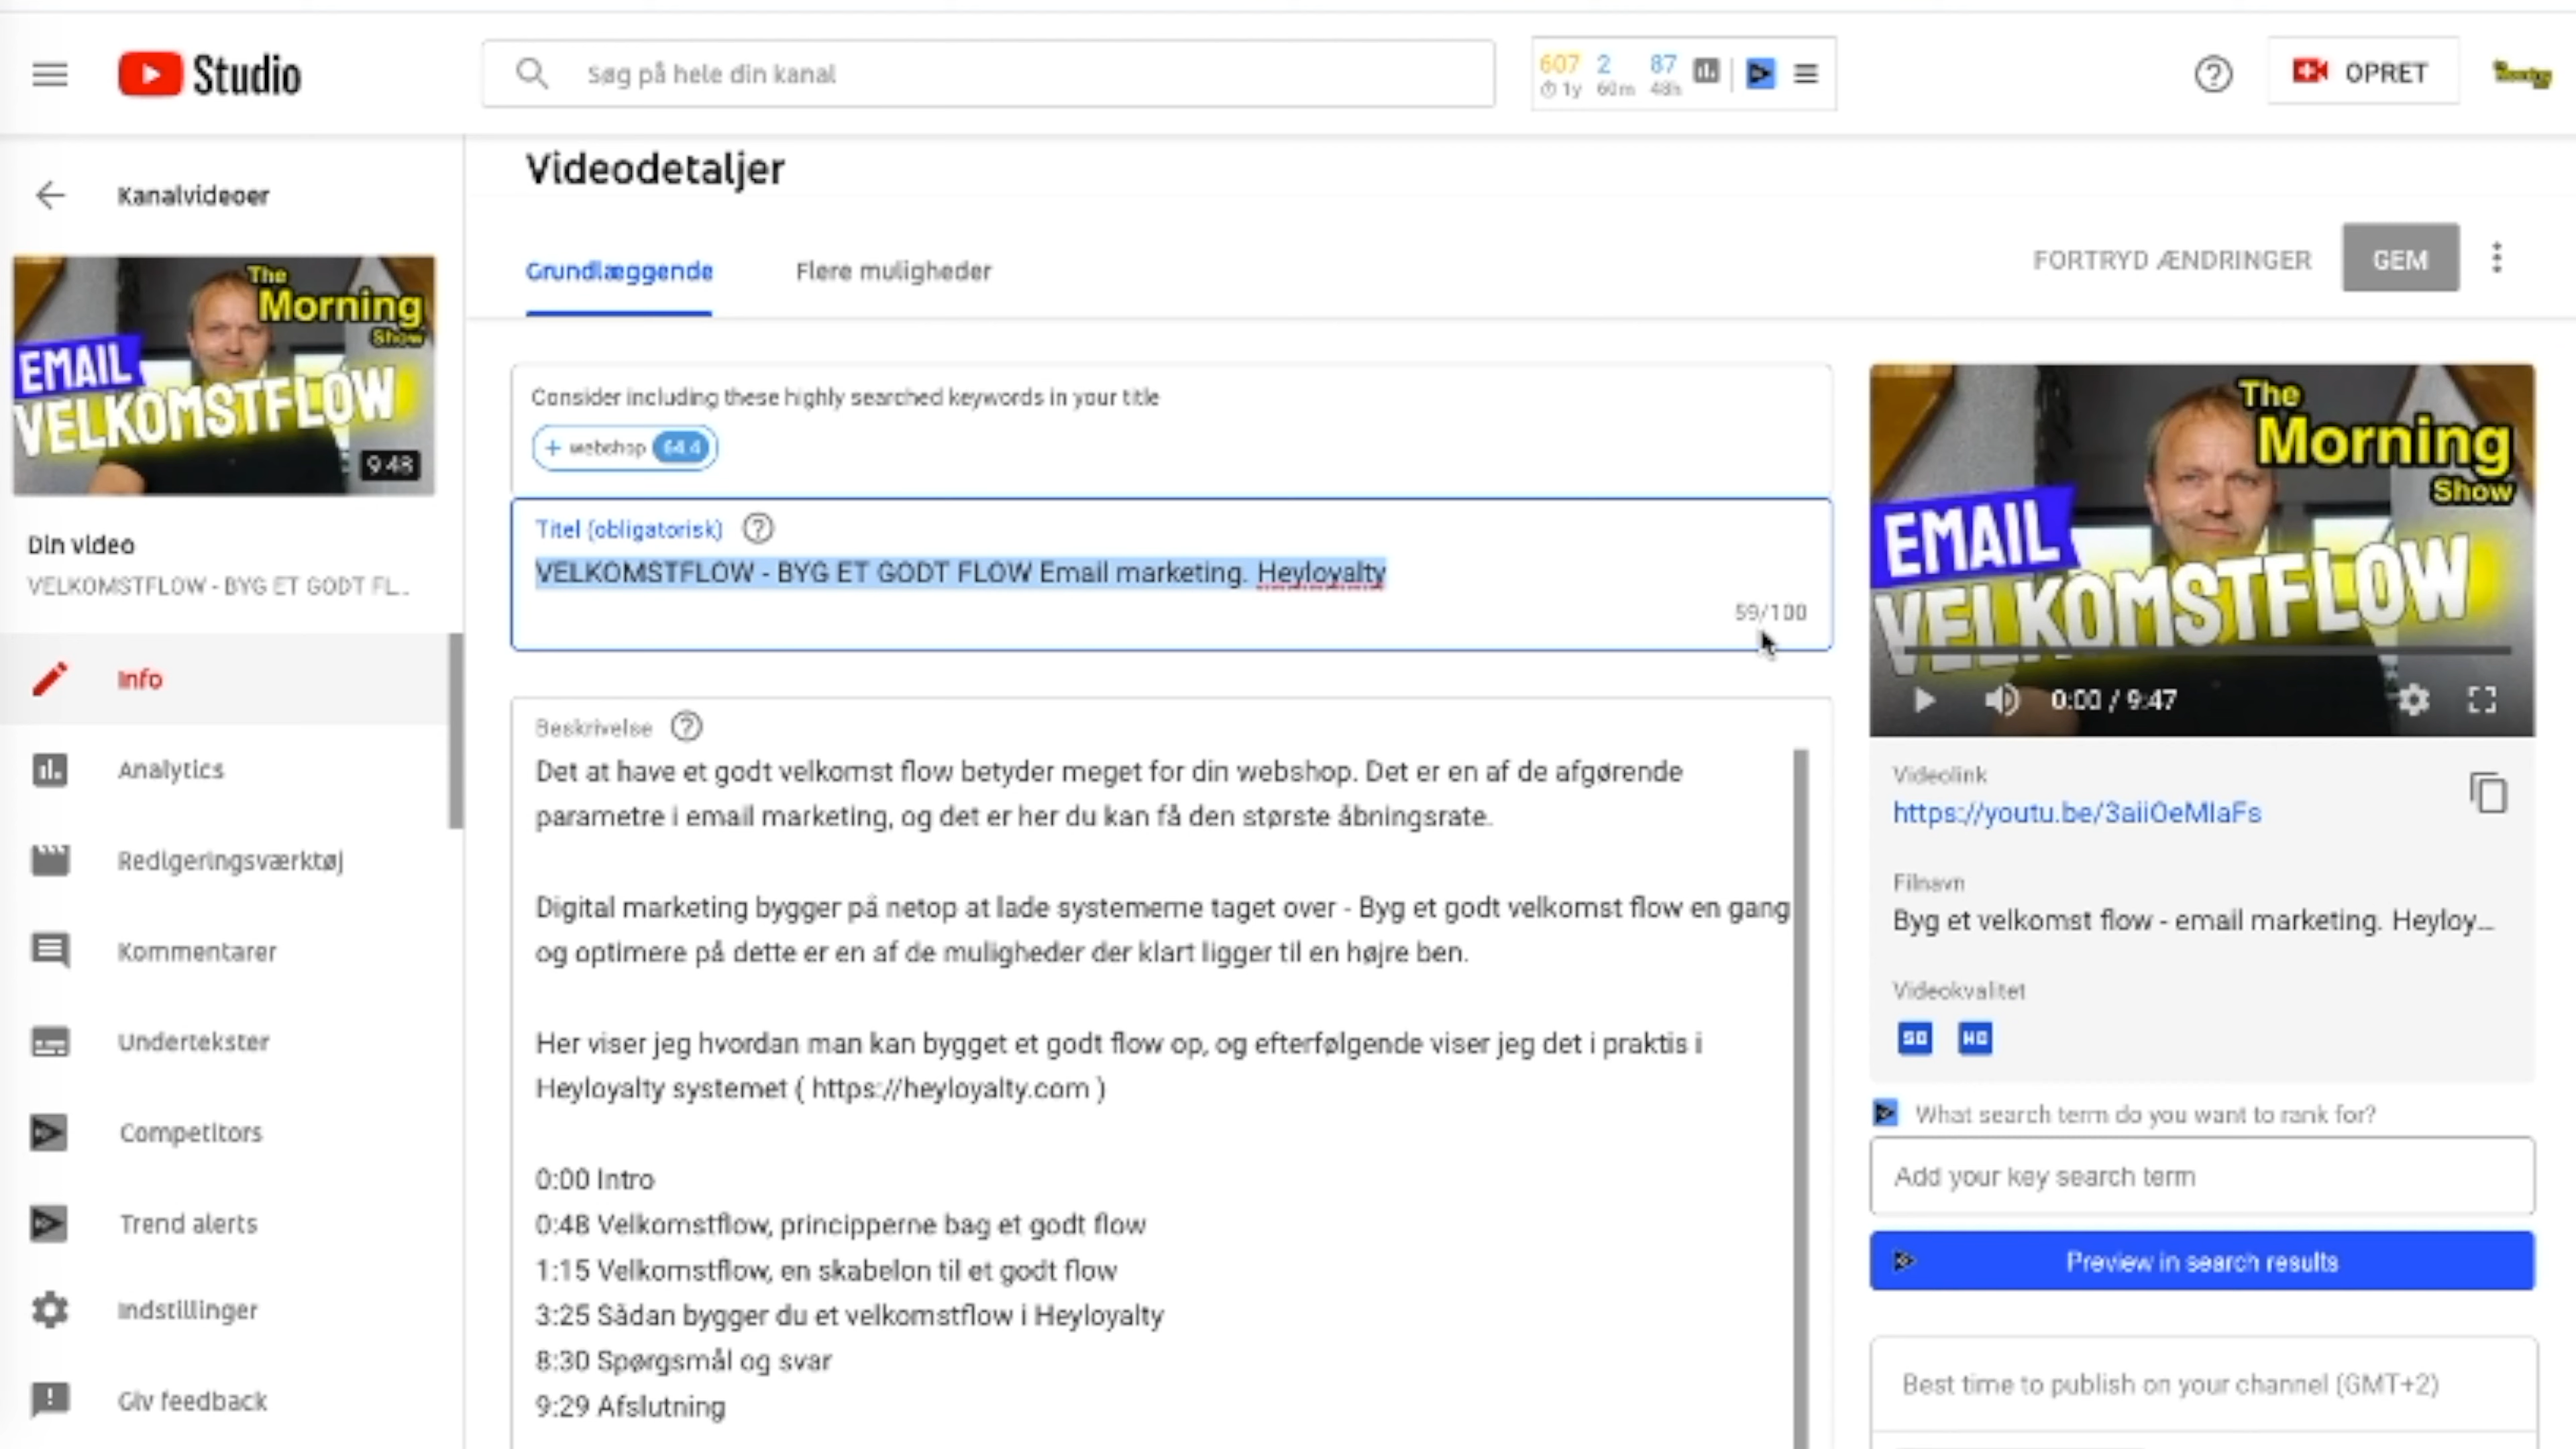 Studio
Søg på hele din kanal
607 2 87
1y 60m 48h
OPRET
Kanalvideoer
The
Morning
Show
EMAIL
VELKOMSTFLOW
9:48
Din video
VELKOMSTFLOW - BYG ET GODT FL...
Info
Analytics
Redigeringsværktøj
Kommentarer
Undertekster
Competitors
Trend alerts
Indstillinger
Giv feedback
Videodetaljer
Grundlæggende
Flere muligheder
FORTRYD ÆNDRINGER
GEM
Consider including these highly searched keywords in your title
+ webshop 64.4
Titel (obligatorisk)
VELKOMSTFLOW - BYG ET GODT FLOW Email marketing. Heyloyalty
59/100
Beskrivelse
Det at have et godt velkomst flow betyder meget for din webshop. Det er en af de afgørende
parametre i email marketing, og det er her du kan få den største åbningsrate.
Digital marketing bygger på netop at lade systemerne taget over - Byg et godt velkomst flow en gang
og optimere på dette er en af de muligheder der klart ligger til en højre ben.
Her viser jeg hvordan man kan bygget et godt flow op, og efterfølgende viser jeg det i praktis i
Heyloyalty systemet ( https://heyloyalty.com )
0:00 Intro
0:48 Velkomstflow, principperne bag et godt flow
1:15 Velkomstflow, en skabelon til et godt flow
3:25 Sådan bygger du et velkomstflow i Heyloyalty
8:30 Spørgsmål og svar
9:29 Afslutning
The
Morning
Show
EMAIL
VELKOMSTFLOW
0:00 / 9:47
Videolink
https://youtu.be/3aiiOeMIaFs
Filnavn
Byg et velkomst flow - email marketing. Heyloy...
Videokvalitet
SD HD
What search term do you want to rank for?
Add your key search term
Preview in search results
Best time to publish on your channel (GMT+2)